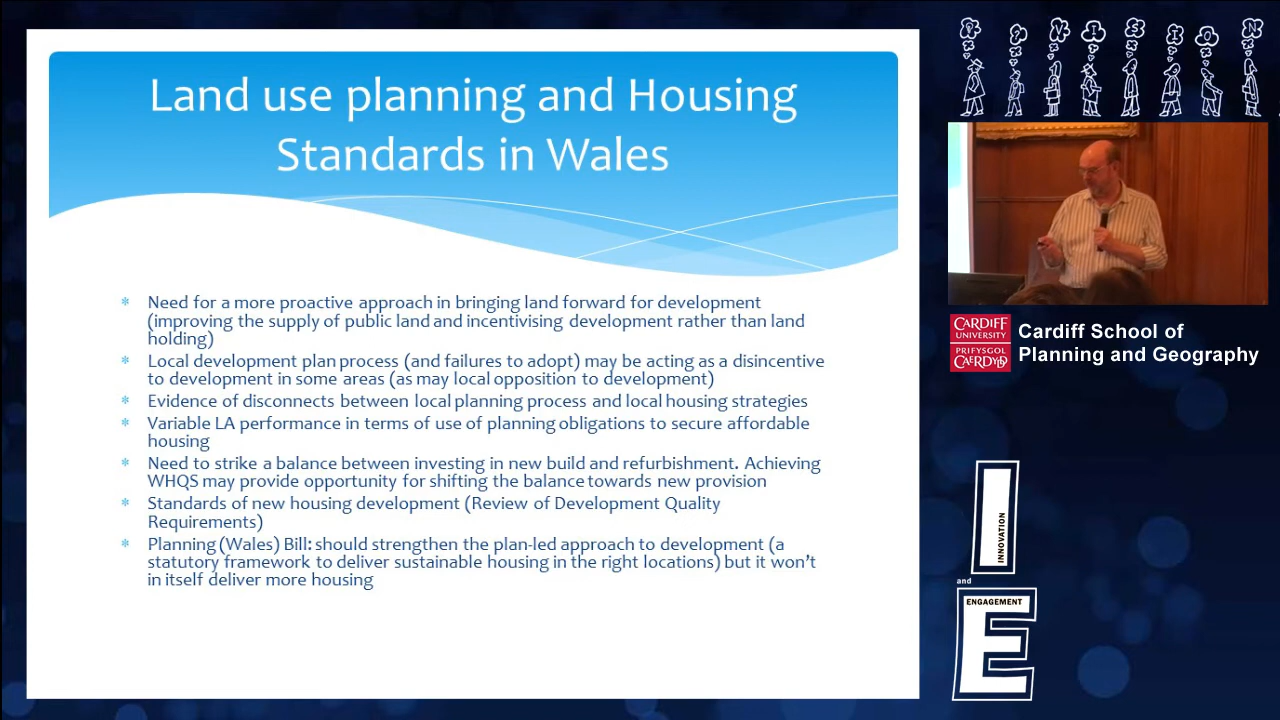 Land use planning and Housing
Standards in Wales
* Need for a more proactive approach in bringing land forward for development
(improving the supply of public land and incentivising development rather than land
holding)
* Local development plan process (and failures to adopt) may be acting as a disincentive
to development in some areas (as may local opposition to development)
* Evidence of disconnects between local planning process and local housing strategies
* Variable LA performance in terms of use of planning obligations to secure affordable
housing
* Need to strike a balance between investing in new build and refurbishment. Achieving
WHQS may provide opportunity for shifting the balance towards new provision
* Standards of new housing development (Review of Development Quality
Requirements)
* Planning (Wales) Bill: should strengthen the plan-led approach to development (a
statutory framework to deliver sustainable housing in the right locations) but it won't
in itself deliver more housing
VISION
CARDIFF
UNIVERSITY
PRIFYSGOL
CAERDYDD
Cardiff School of
Planning and Geography
I
INNOVATION
and
ENGAGEMENT
E